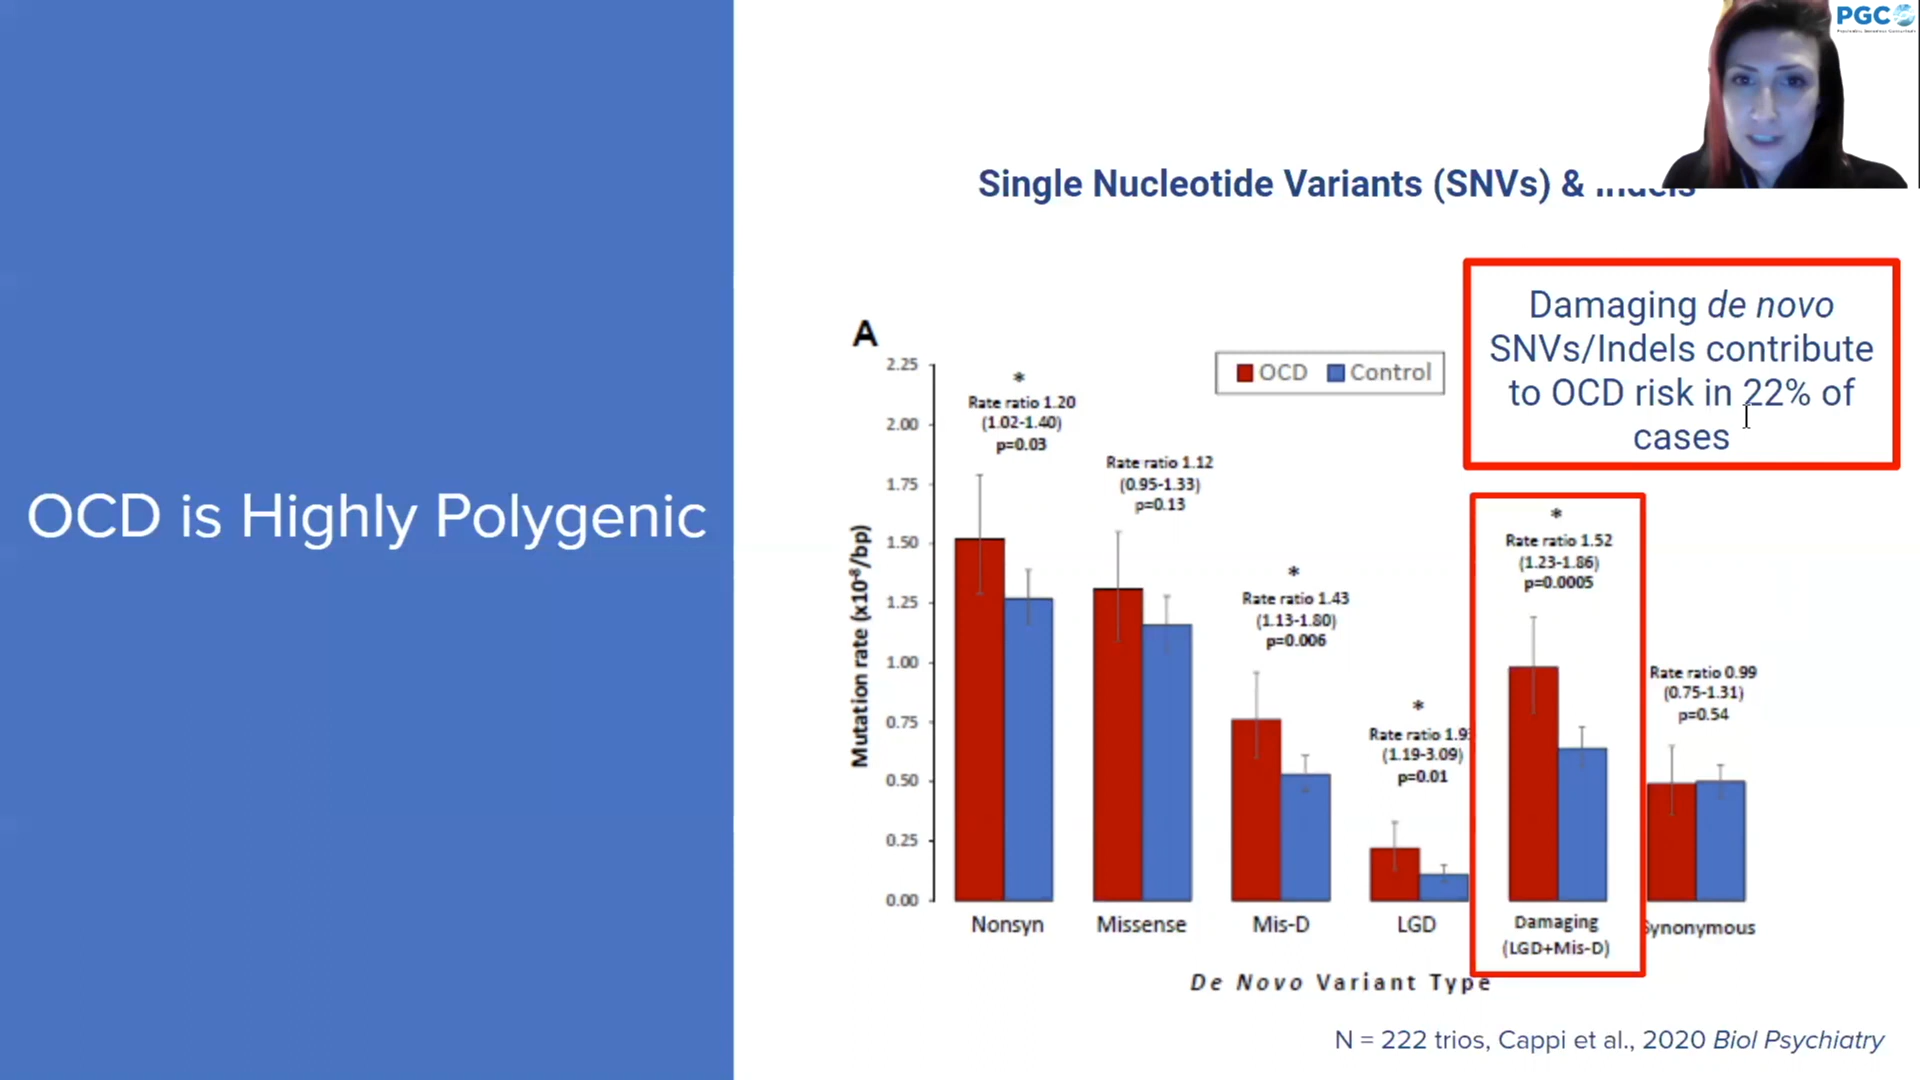 PGC
OCD is Highly Polygenic
Single Nucleotide Variants (SNVs) & Indels
Damaging de novo
SNVs/Indels contribute
to OCD risk in 22% of
cases
A
OCD Control
Mutation rate (x10⁻⁸/bp)
2.25
2.00
1.75
1.50
1.25
1.00
0.75
0.50
0.25
0.00
*
Rate ratio 1.20
(1.02-1.40)
p=0.03
Rate ratio 1.12
(0.95-1.33)
p=0.13
*
Rate ratio 1.43
(1.13-1.80)
p=0.006
*
Rate ratio 1.9
(1.19-3.09)
p=0.01
*
Rate ratio 1.52
(1.23-1.86)
p=0.0005
Rate ratio 0.99
(0.75-1.31)
p=0.54
Nonsyn
Missense
Mis-D
LGD
Damaging
(LGD+Mis-D)
Synonymous
De Novo Variant Type
N = 222 trios, Cappi et al., 2020 Biol Psychiatry